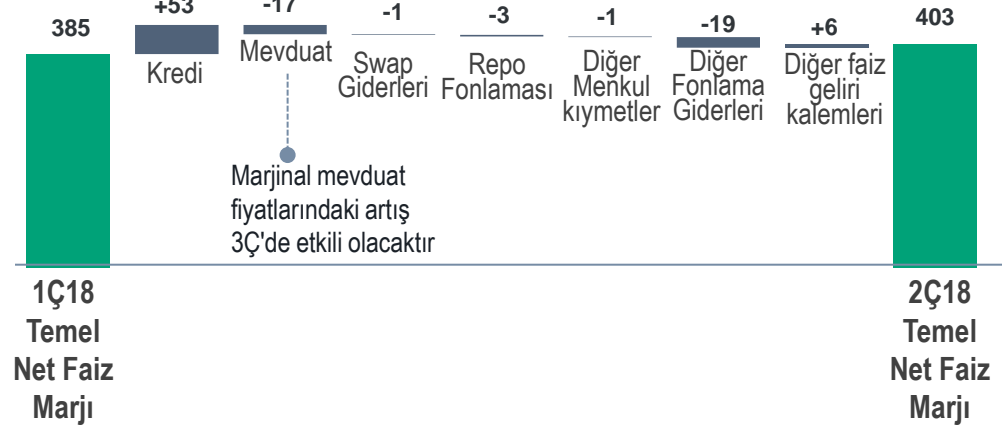 385
+53
Kredi
-17
Mevduat
-1
Swap
Giderleri
-3
Repo
Fonlaması
-1
Diğer
Menkul
kıymetler
-19
Diğer
Fonlama
Giderleri
+6
Diğer faiz
geliri
kalemleri
403
Marjinal mevduat
fiyatlarındaki artış
3Ç'de etkili olacaktır
1Ç18
Temel
Net Faiz
Marjı
2Ç18
Temel
Net Faiz
Marjı